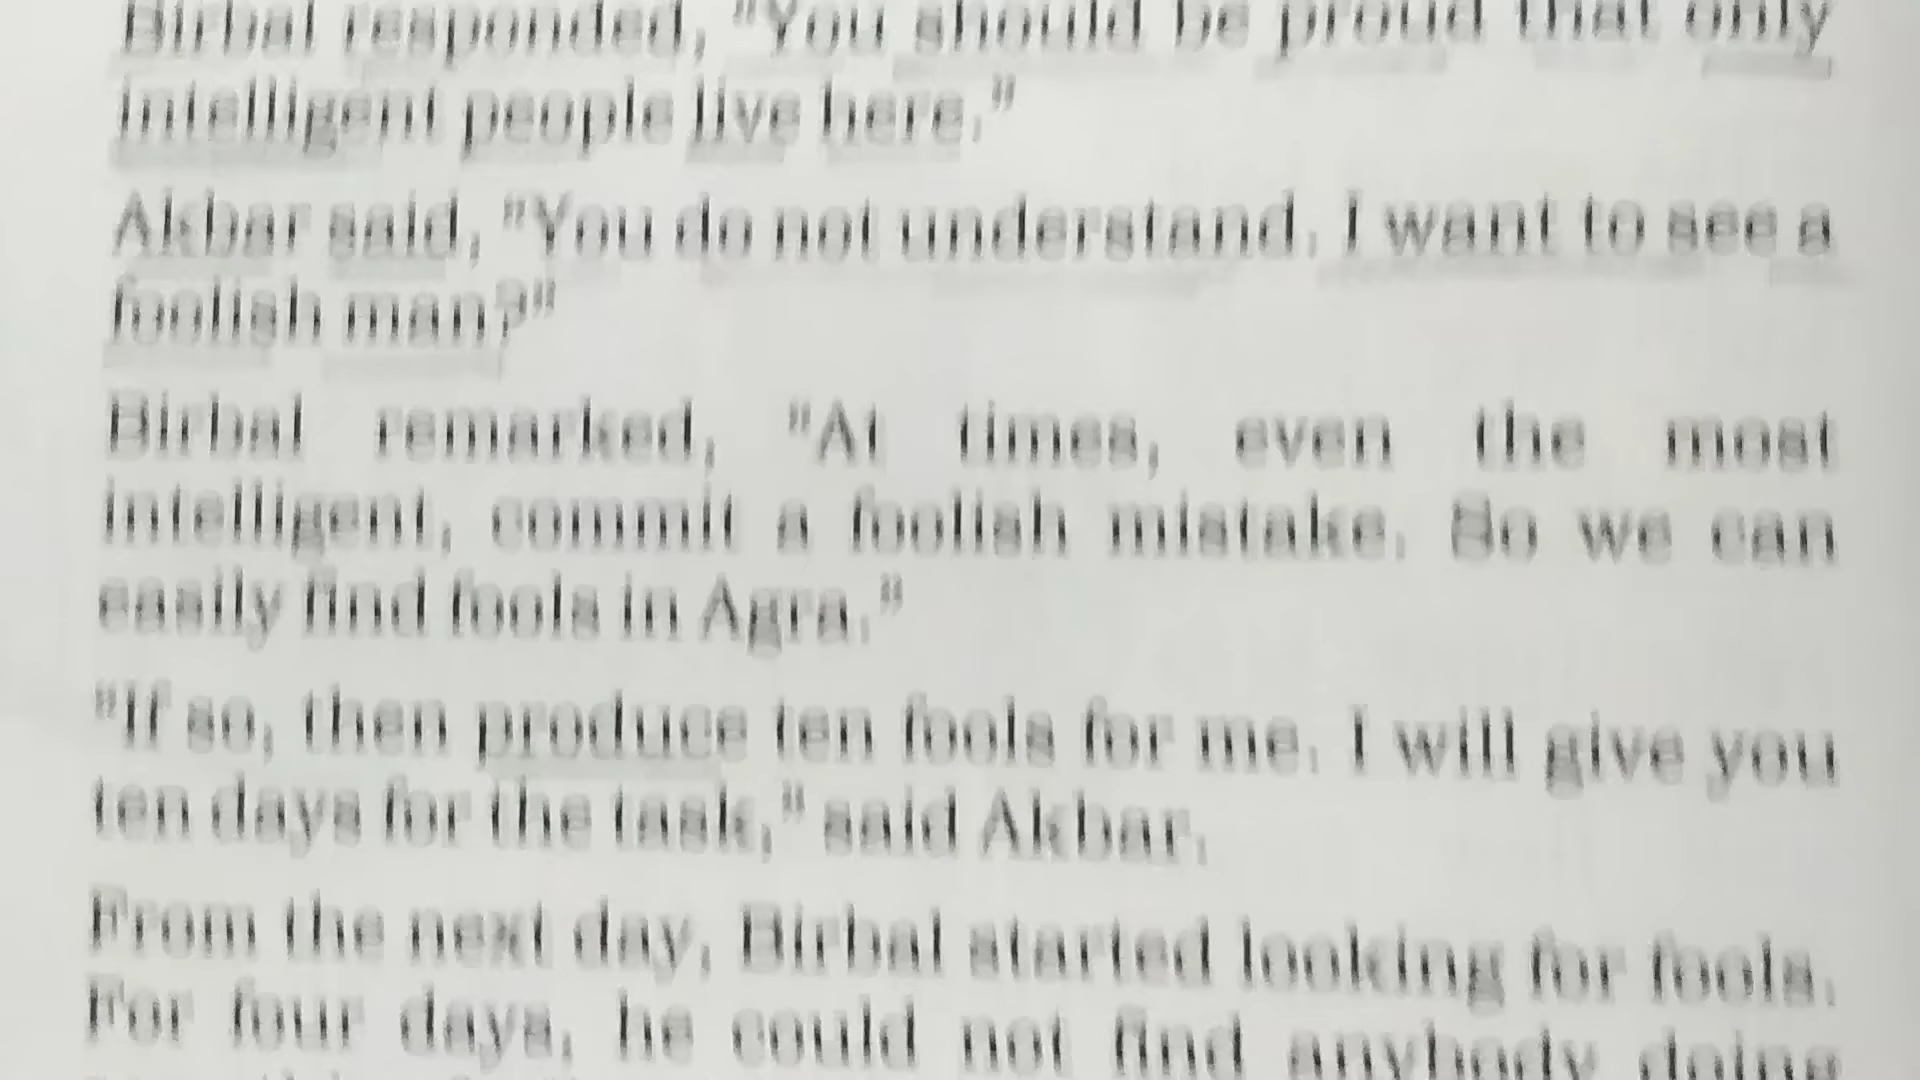 Birbal responded, "You should be proud that only
intelligent people live here."
Akbar said, "You do not understand. I want to see a
foolish man?"
Birbal remarked, "At times, even the most
intelligent, commit a foolish mistake. So we can
easily find fools in Agra."
"If so, then produce ten fools for me. I will give you
ten days for the task," said Akbar.
From the next day, Birbal started looking for fools.
For four days, he could not find anybody doing